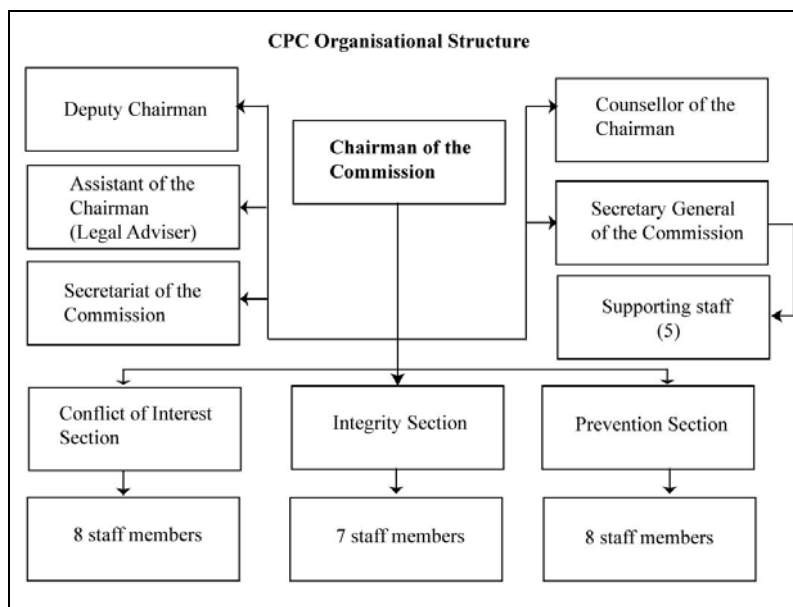 CPC Organisational Structure
Deputy Chairman
Counsellor of the
Chairman
Chairman of the
Commission
Assistant of the
Chairman
(Legal Adviser)
Secretary General
of the Commission
Secretariat of the
Commission
Supporting staff
(5)
Conflict of Interest
Section
Integrity Section
Prevention Section
8 staff members
7 staff members
8 staff members